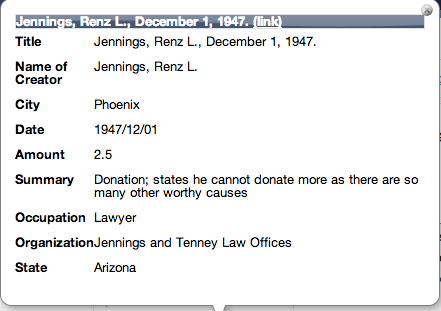 Jennings, Renz L., December 1, 1947. (link)
Title Jennings, Renz L., December 1, 1947.
Name of Creator Jennings, Renz L.
City Phoenix
Date 1947/12/01
Amount 2.5
Summary Donation; states he cannot donate more as there are so
many other worthy causes
Occupation Lawyer
Organization Jennings and Tenney Law Offices
State Arizona